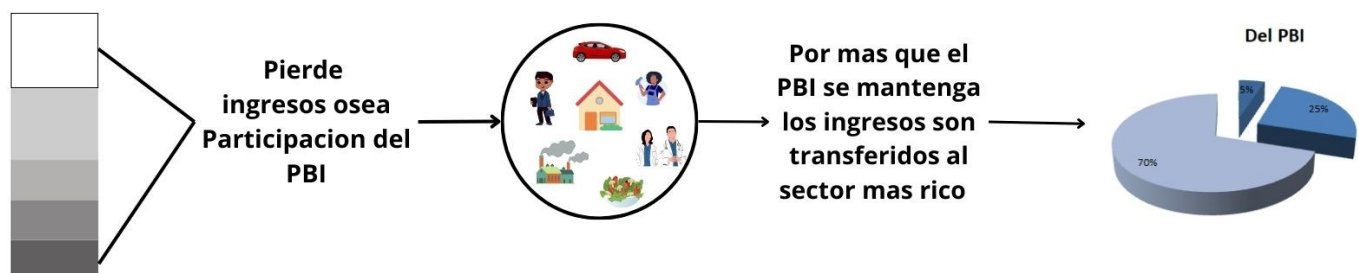 Pierde
ingresos osea
Participacion del
PBI
Por mas que el
PBI se mantenga
los ingresos son
transferidos al
sector mas rico
Del PBI
5%
25%
70%